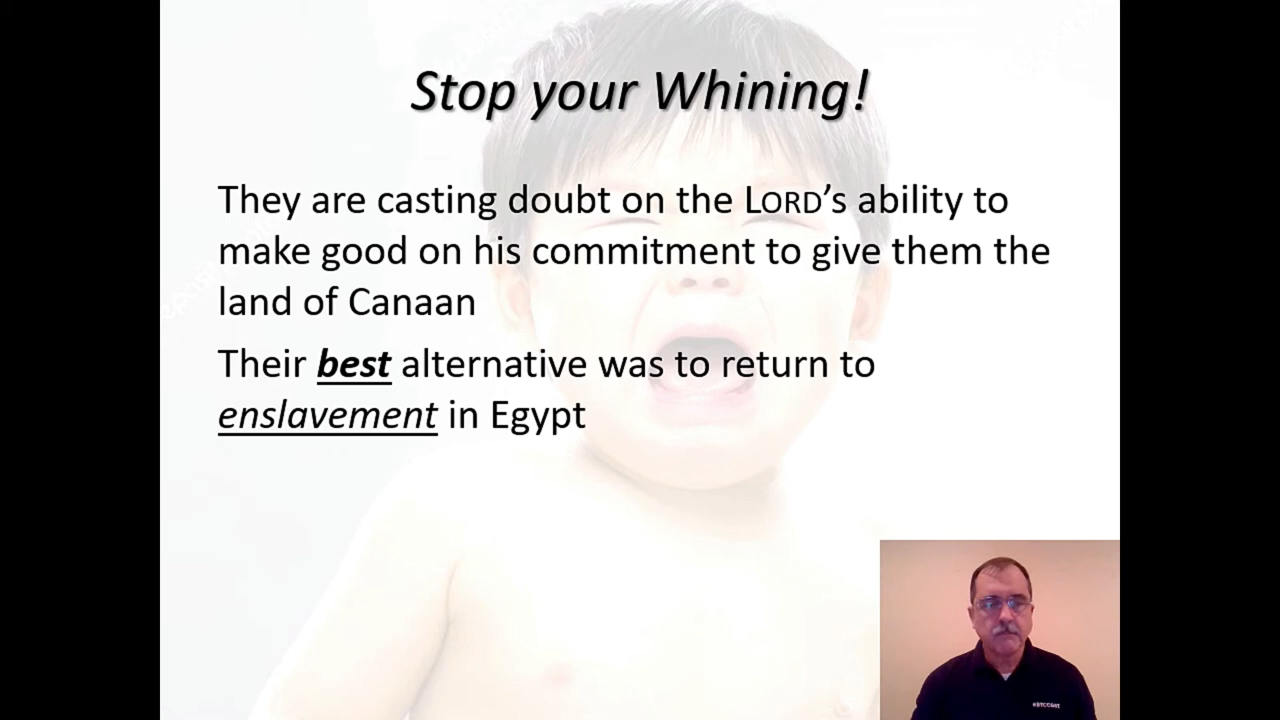 Stop your Whining!
They are casting doubt on the LORD’s ability to
make good on his commitment to give them the
land of Canaan
Their best alternative was to return to
enslavement in Egypt